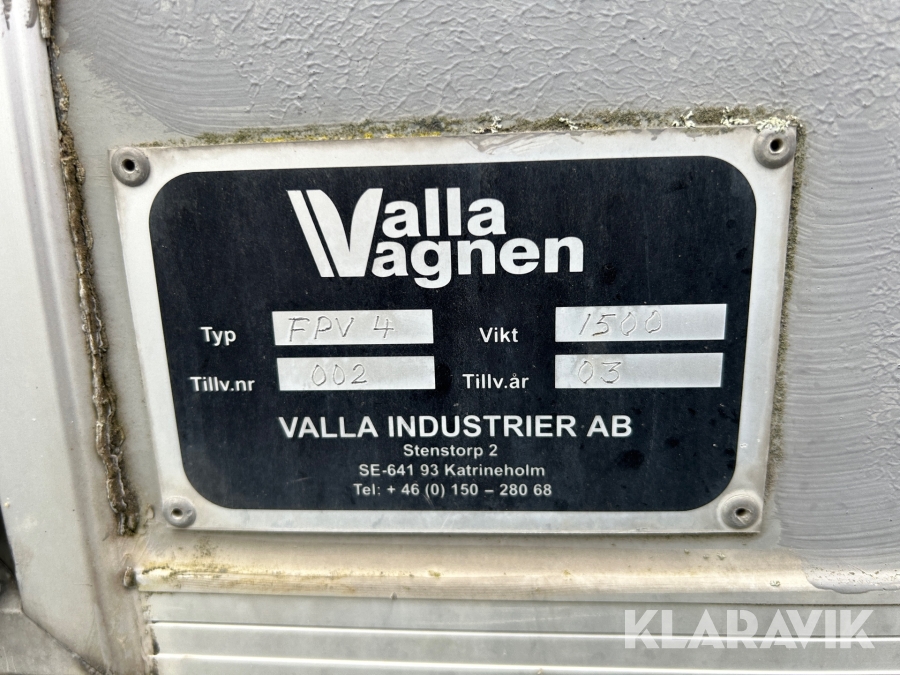 Valla
Vagnen
Typ FPV 4 Vikt 1500
Tillv.nr 002 Tillv.år 03
VALLA INDUSTRIER AB
Stenstorp 2
SE-641 93 Katrineholm
Tel: + 46 (0) 150 – 280 68
KLARAVIK